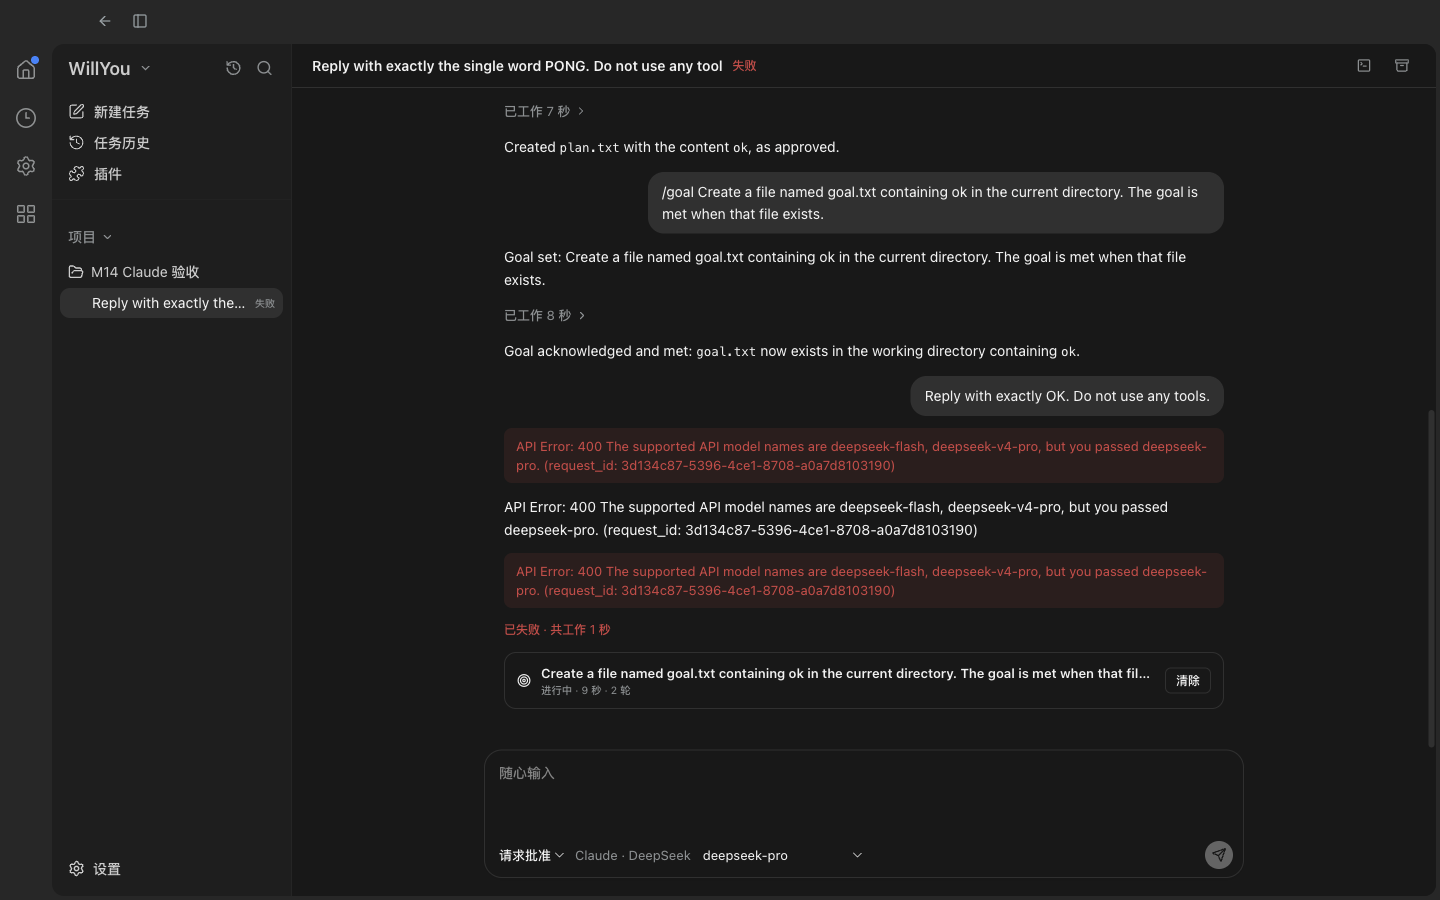 WillYou
新建任务
任务历史
插件
项目
M14 Claude 验收
Reply with exactly the... 失败
设置
Reply with exactly the single word PONG. Do not use any tool 失败
已工作 7 秒
Created plan.txt with the content ok, as approved.
/goal Create a file named goal.txt containing ok in the current directory. The goal is
met when that file exists.
Goal set: Create a file named goal.txt containing ok in the current directory. The goal is met when that file
exists.
已工作 8 秒
Goal acknowledged and met: goal.txt now exists in the working directory containing ok.
Reply with exactly OK. Do not use any tools.
API Error: 400 The supported API model names are deepseek-flash, deepseek-v4-pro, but you passed deepseek-
pro. (request_id: 3d134c87-5396-4ce1-8708-a0a7d8103190)
API Error: 400 The supported API model names are deepseek-flash, deepseek-v4-pro, but you passed
deepseek-pro. (request_id: 3d134c87-5396-4ce1-8708-a0a7d8103190)
API Error: 400 The supported API model names are deepseek-flash, deepseek-v4-pro, but you passed deepseek-
pro. (request_id: 3d134c87-5396-4ce1-8708-a0a7d8103190)
已失败 · 共工作 1 秒
Create a file named goal.txt containing ok in the current directory. The goal is met when that fil...
进行中 · 9 秒 · 2 轮
清除
随心输入
请求批准 Claude · DeepSeek deepseek-pro